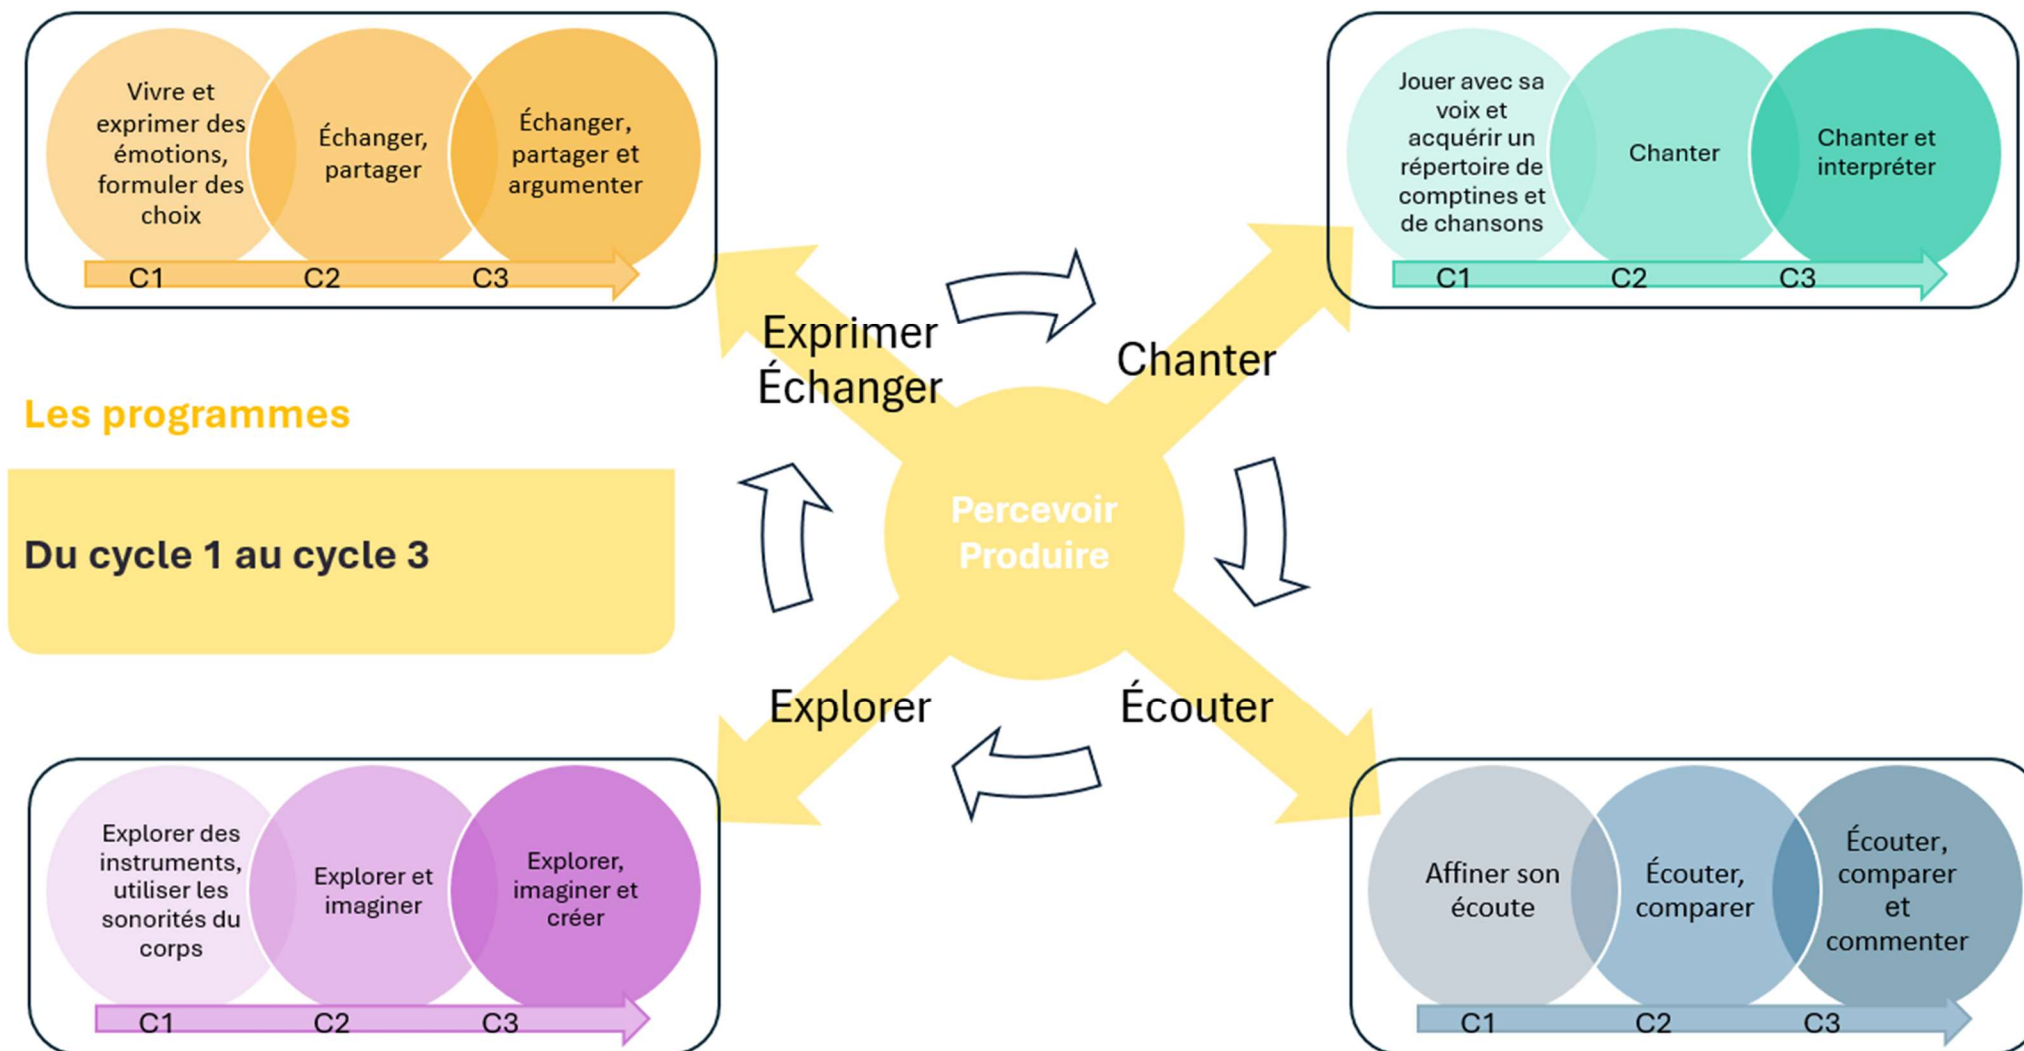 Vivre et
exprimer des
émotions,
formuler des
choix
Échanger,
partager
Échanger,
partager et
argumenter
C1
C2
C3
Jouer avec sa
voix et
acquérir un
répertoire de
comptines et
de chansons
Chanter
Chanter et
interpréter
C1
C2
C3
Exprimer
Échanger
Chanter
Les programmes
Du cycle 1 au cycle 3
Percevoir
Produire
Explorer
Écouter
Explorer des
instruments,
utiliser les
sonorités du
corps
Explorer et
imaginer
Explorer,
imaginer et
créer
C1
C2
C3
Affiner son
écoute
Écouter,
comparer
Écouter,
comparer
et
commenter
C1
C2
C3